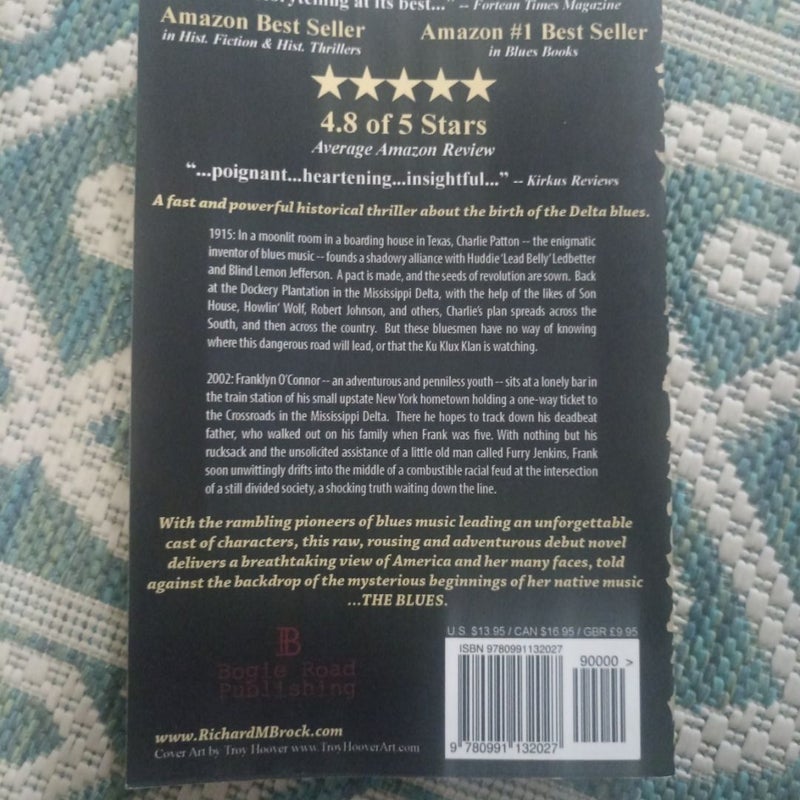 rytelling at its best..." -- Fortean Times Magazine
Amazon Best Seller
in Hist. Fiction & Hist. Thrillers
Amazon #1 Best Seller
in Blues Books
4.8 of 5 Stars
Average Amazon Review
"...poignant...heartening...insightful..." -- Kirkus Reviews
A fast and powerful historical thriller about the birth of the Delta blues.
1915: In a moonlit room in a boarding house in Texas, Charlie Patton -- the enigmatic
inventor of blues music -- founds a shadowy alliance with Huddie 'Lead Belly' Ledbetter
and Blind Lemon Jefferson. A pact is made, and the seeds of revolution are sown. Back
at the Dockery Plantation in the Mississippi Delta, with the help of the likes of Son
House, Howlin' Wolf, Robert Johnson, and others, Charlie's plan spreads across the
South, and then across the country. But these bluesmen have no way of knowing
where this dangerous road will lead, or that the Ku Klux Klan is watching.
2002: Franklyn O'Connor -- an adventurous and penniless youth -- sits at a lonely bar in
the train station of his small upstate New York hometown holding a one-way ticket to
the Crossroads in the Mississippi Delta. There he hopes to track down his deadbeat
father, who walked out on his family when Frank was five. With nothing but his
rucksack and the unsolicited assistance of a little old man called Furry Jenkins, Frank
soon unwittingly drifts into the middle of a combustible racial feud at the intersection
of a still divided society, a shocking truth waiting down the line.
With the rambling pioneers of blues music leading an unforgettable
cast of characters, this raw, rousing and adventurous debut novel
delivers a breathtaking view of America and her many faces, told
against the backdrop of the mysterious beginnings of her native music
...THE BLUES.
B
Bogie Road
Publishing
www.RichardMBrock.com
Cover Art by Troy Hoover www.TroyHooverArt.com
U.S. $13.95 / CAN $16.95 / GBR £9.95
ISBN 9780991132027
90000 >
9 780991 132027